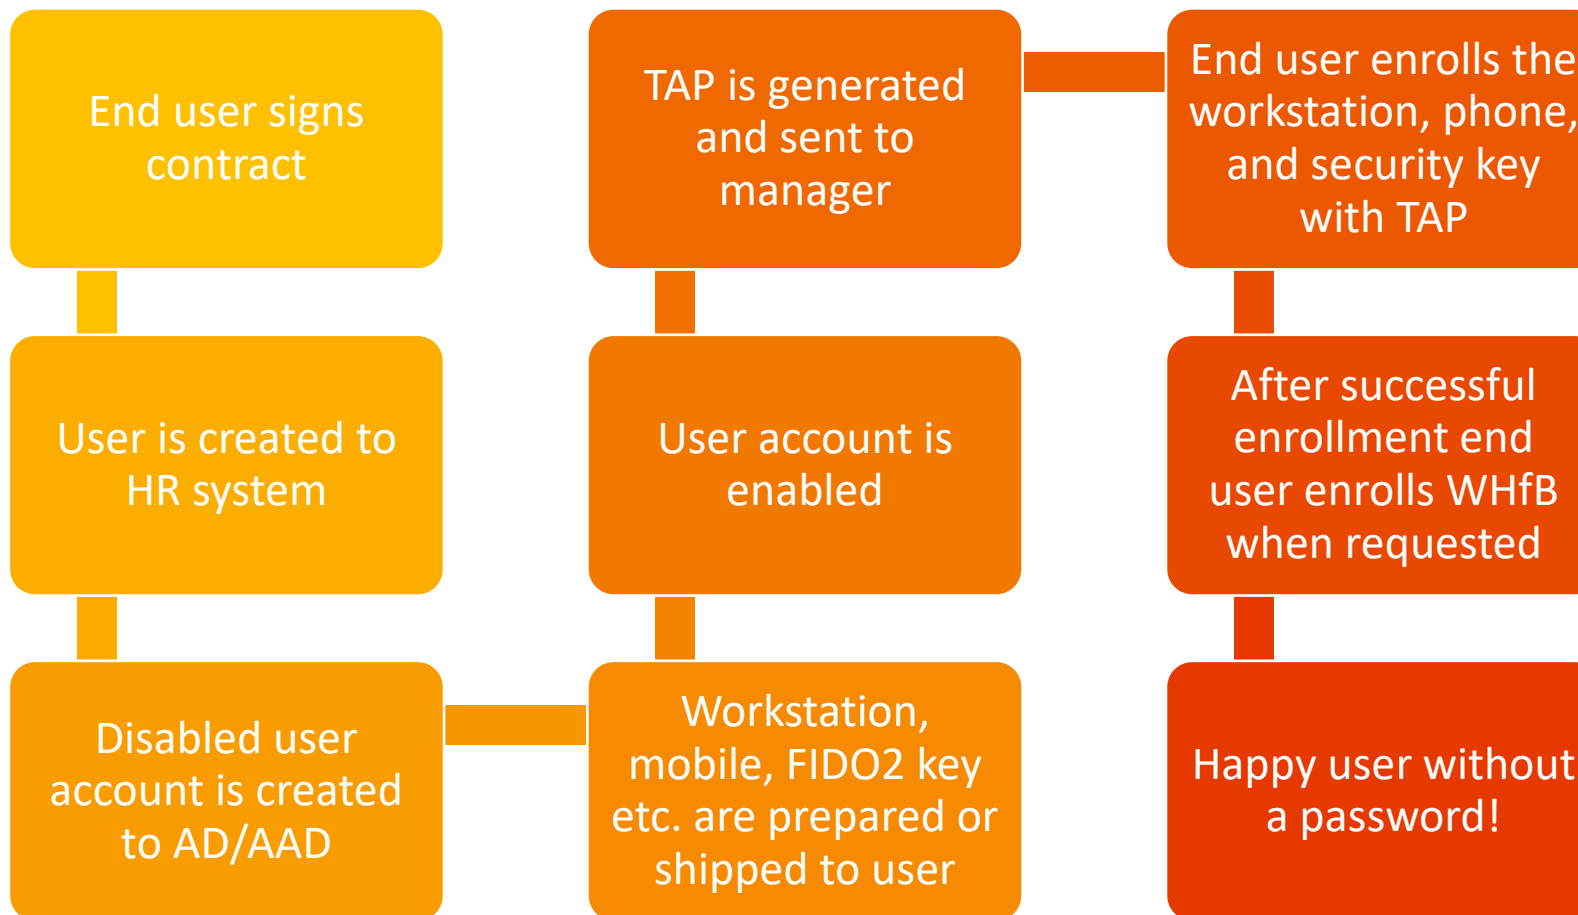 End user signs
contract
User is created to
HR system
Disabled user
account is created
to AD/AAD
Workstation,
mobile, FIDO2 key
etc. are prepared or
shipped to user
User account is
enabled
TAP is generated
and sent to
manager
End user enrolls the
workstation, phone,
and security key
with TAP
After successful
enrollment end
user enrolls WHfB
when requested
Happy user without
a password!